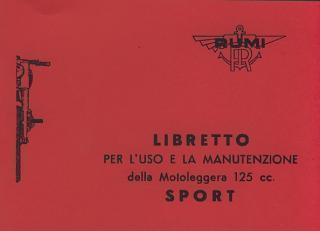 RUMI
LIBRETTO
PER L'USO E LA MANUTENZIONE
della Motoleggera 125 cc.
SPORT